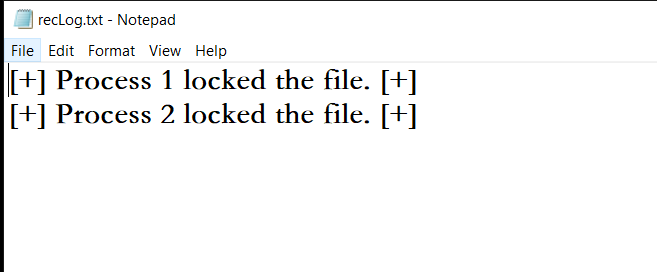 recLog.txt - Notepad
File Edit Format View Help
[+] Process 1 locked the file. [+]
[+] Process 2 locked the file. [+]